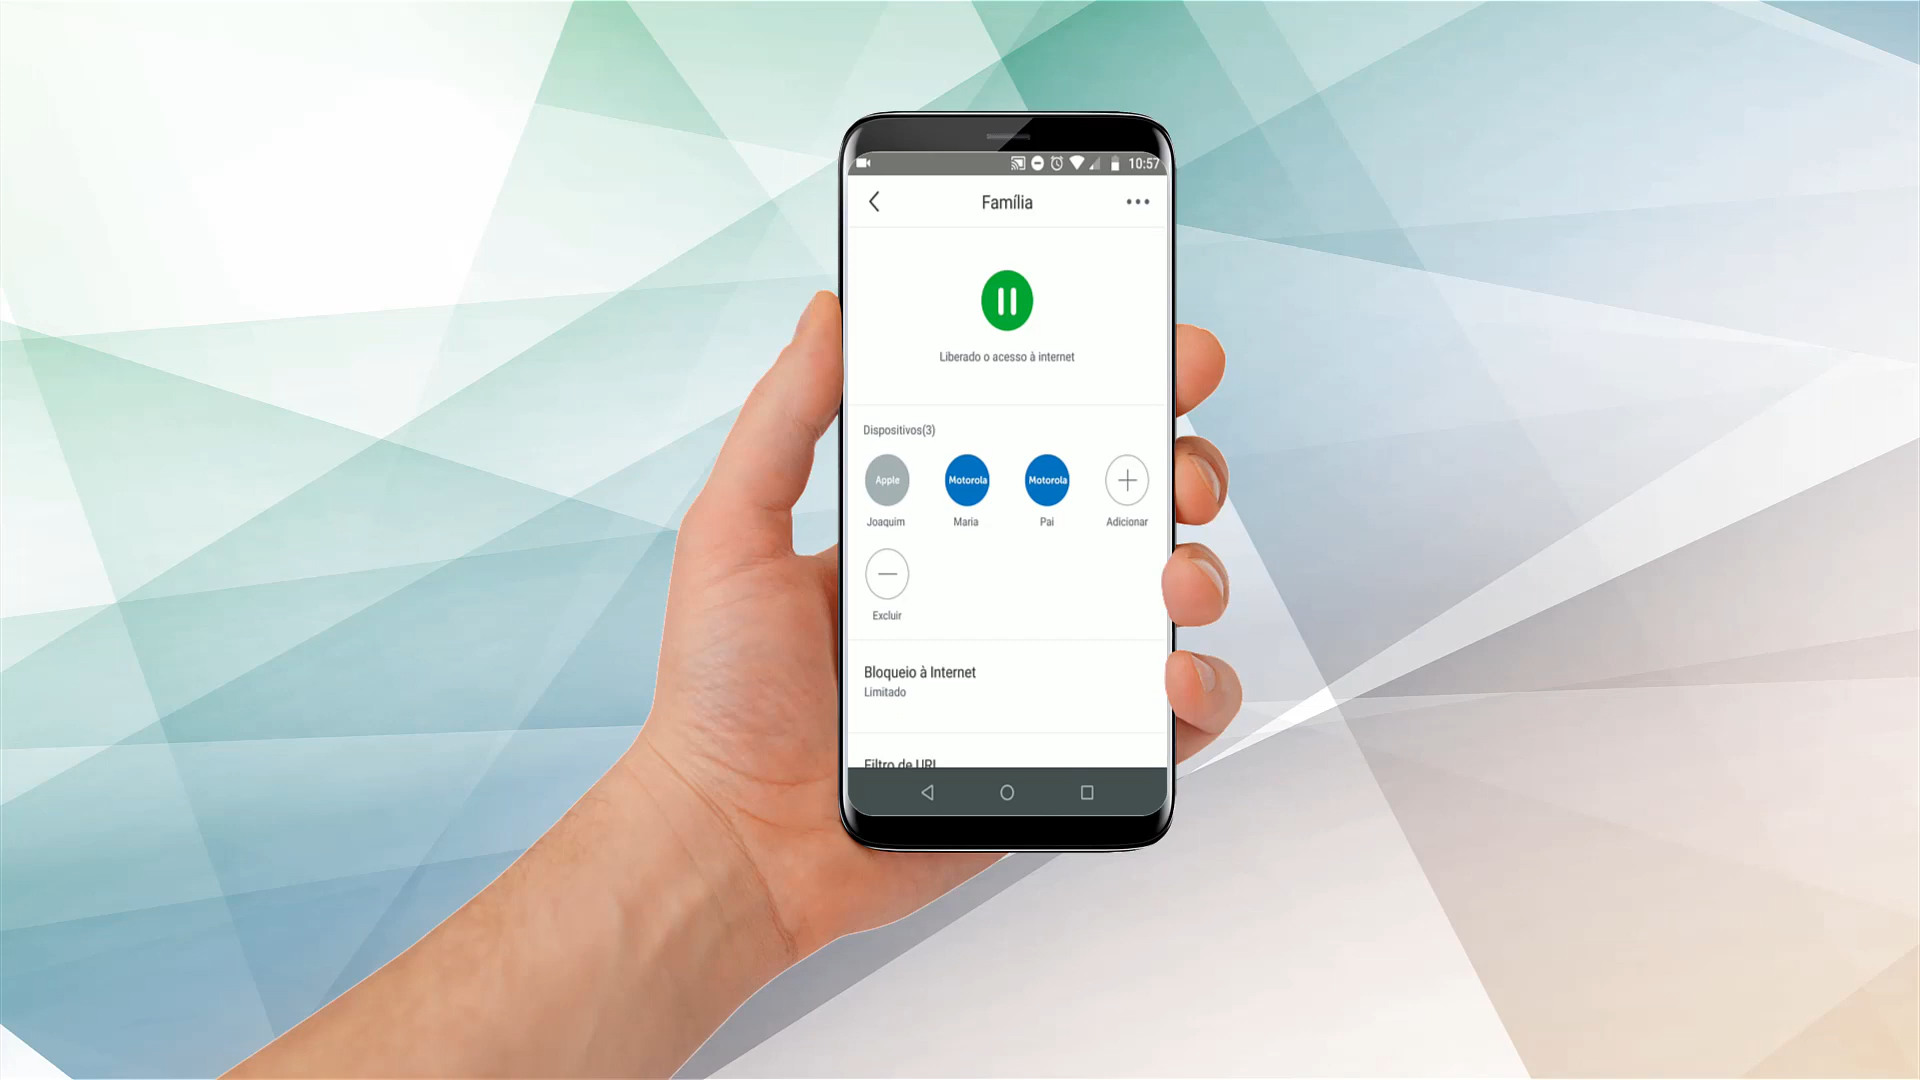 10:57
Família
Liberado o acesso à internet
Dispositivos(3)
Apple Motorola Motorola
Joaquim Maria Pai Adicionar
Excluir
Bloqueio à Internet
Limitado
Filtro de URL